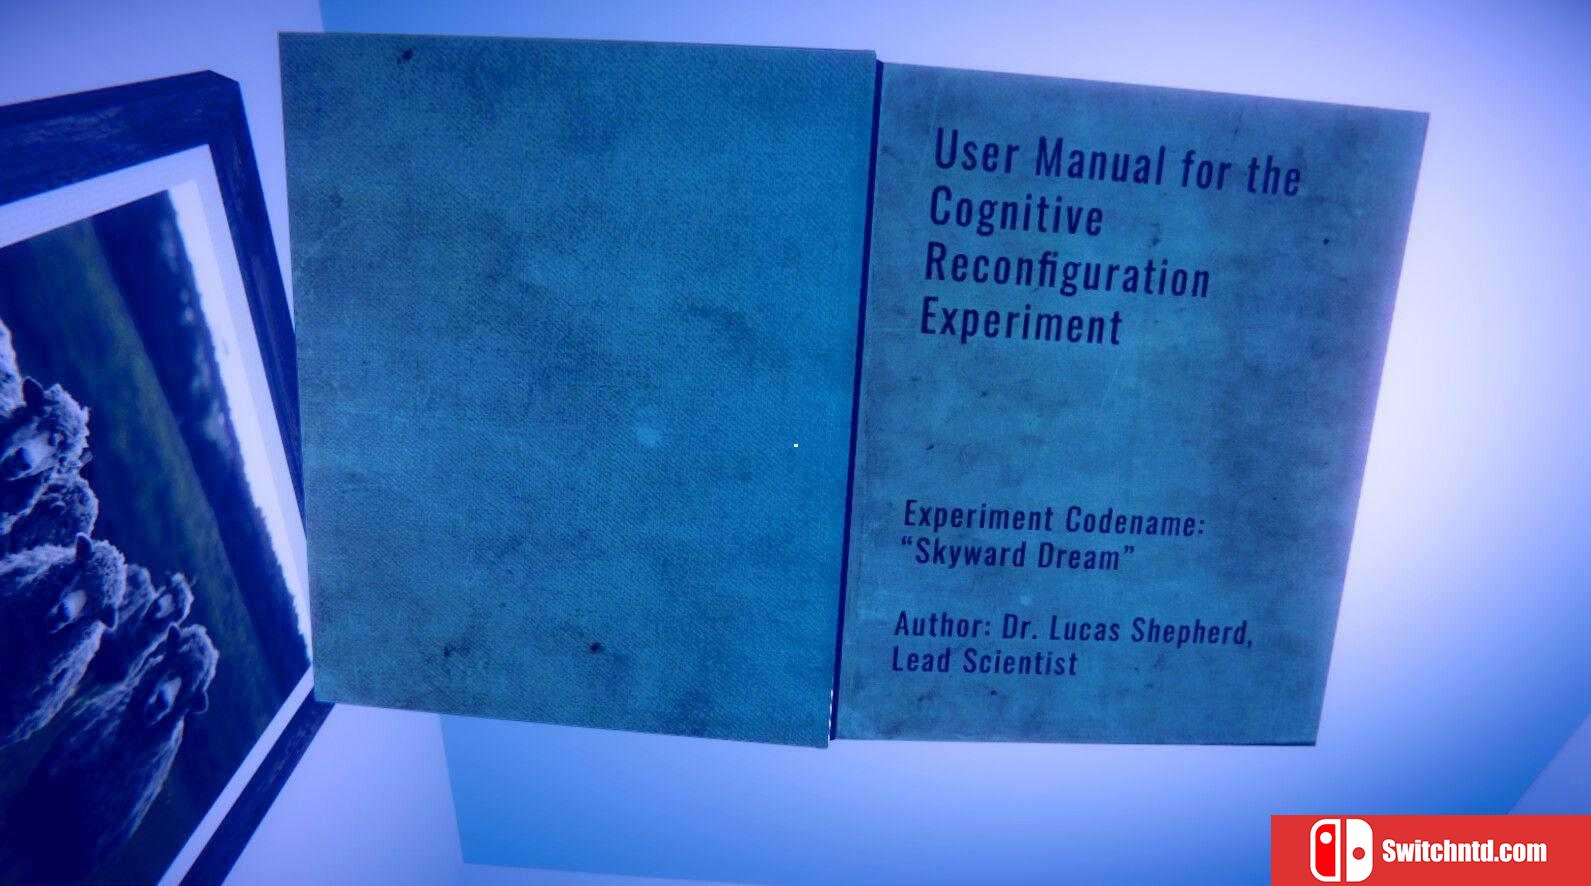 User Manual for the
Cognitive
Reconfiguration
Experiment
Experiment Codename:
“Skyward Dream”
Author: Dr. Lucas Shepherd,
Lead Scientist
Switchntd.com